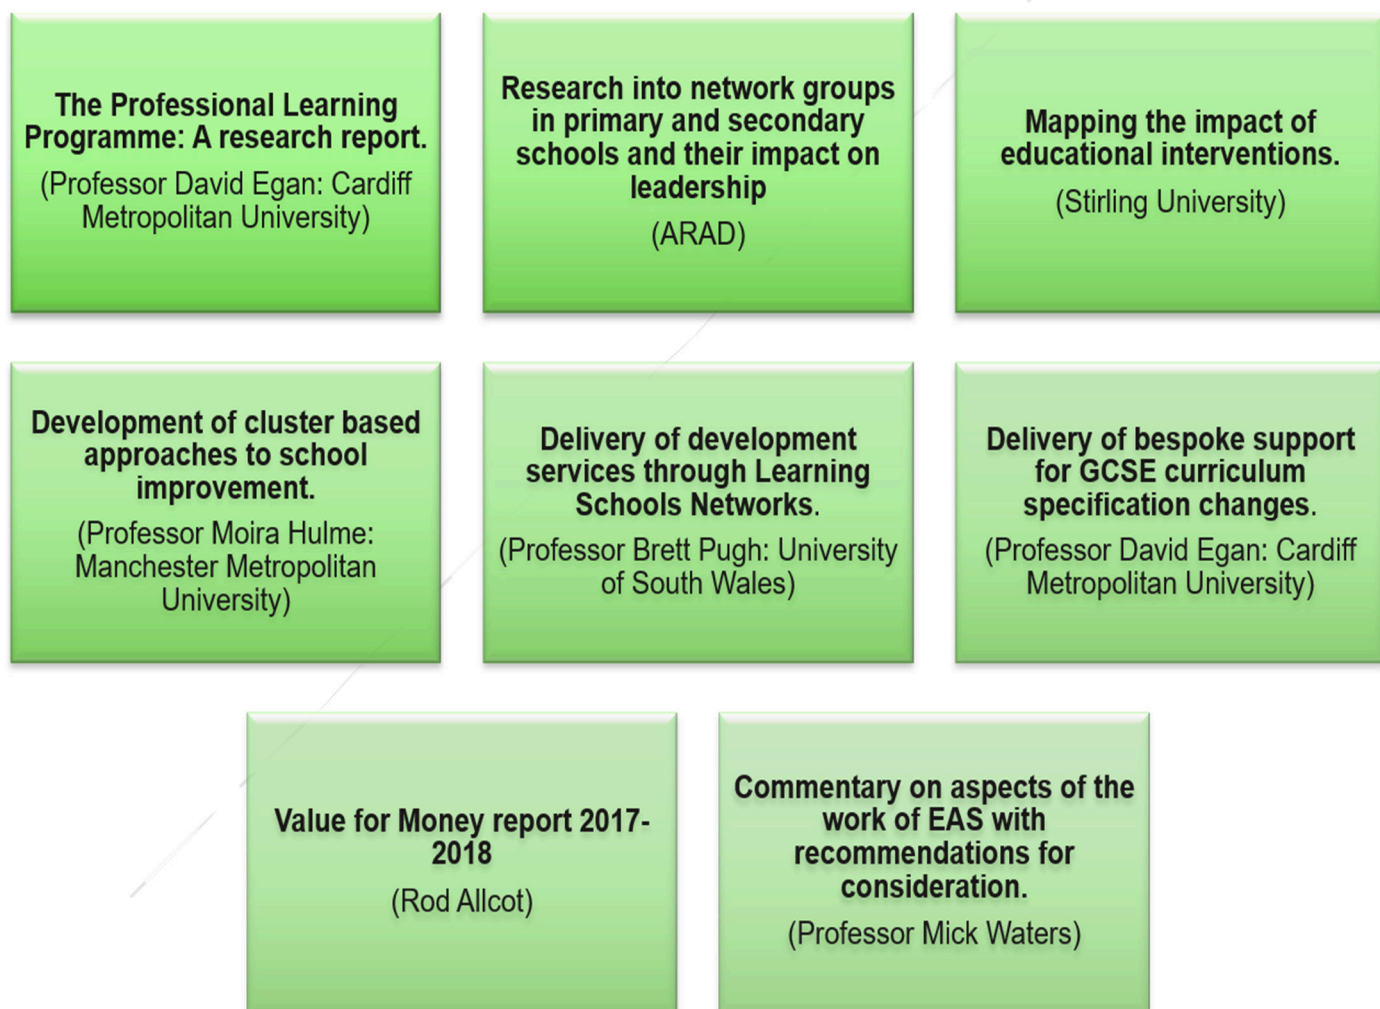 The Professional Learning
Programme: A research report.
(Professor David Egan: Cardiff
Metropolitan University)
Research into network groups
in primary and secondary
schools and their impact on
leadership
(ARAD)
Mapping the impact of
educational interventions.
(Stirling University)
Development of cluster based
approaches to school
improvement.
(Professor Moira Hulme:
Manchester Metropolitan
University)
Delivery of development
services through Learning
Schools Networks.
(Professor Brett Pugh: University
of South Wales)
Delivery of bespoke support
for GCSE curriculum
specification changes.
(Professor David Egan: Cardiff
Metropolitan University)
Value for Money report 2017-
2018
(Rod Allcot)
Commentary on aspects of the
work of EAS with
recommendations for
consideration.
(Professor Mick Waters)